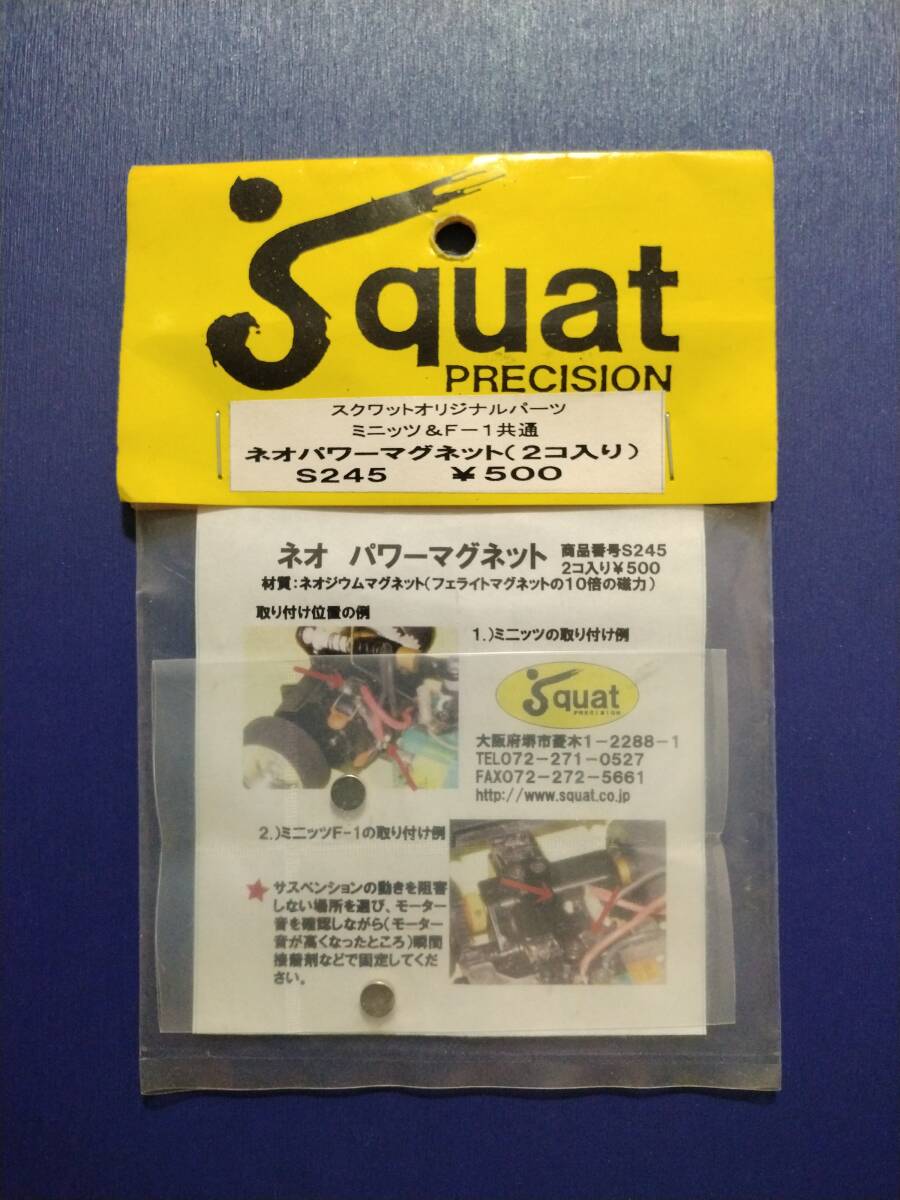 Squat
PRECISION
スクワットオリジナルパーツ
ミニッツ&F-1共通
ネオパワーマグネット(2コ入り)
S245 ￥500
ネオ パワーマグネット 商品番号S245
2コ入り￥500
材質:ネオジウムマグネット(フェライトマグネットの10倍の磁力)
取り付け位置の例
1.)ミニッツの取り付け例
Squat
PRECISION
大阪府堺市菱木1-2288-1
TEL072-271-0527
FAX072-272-5661
http://www.squat.co.jp
2.)ミニッツF-1の取り付け例
★サスペンションの動きを阻害
しない場所を選び、モーター
音を確認しながら(モーター
音が高くなったところ)瞬間
接着剤などで固定してくだ
さい。